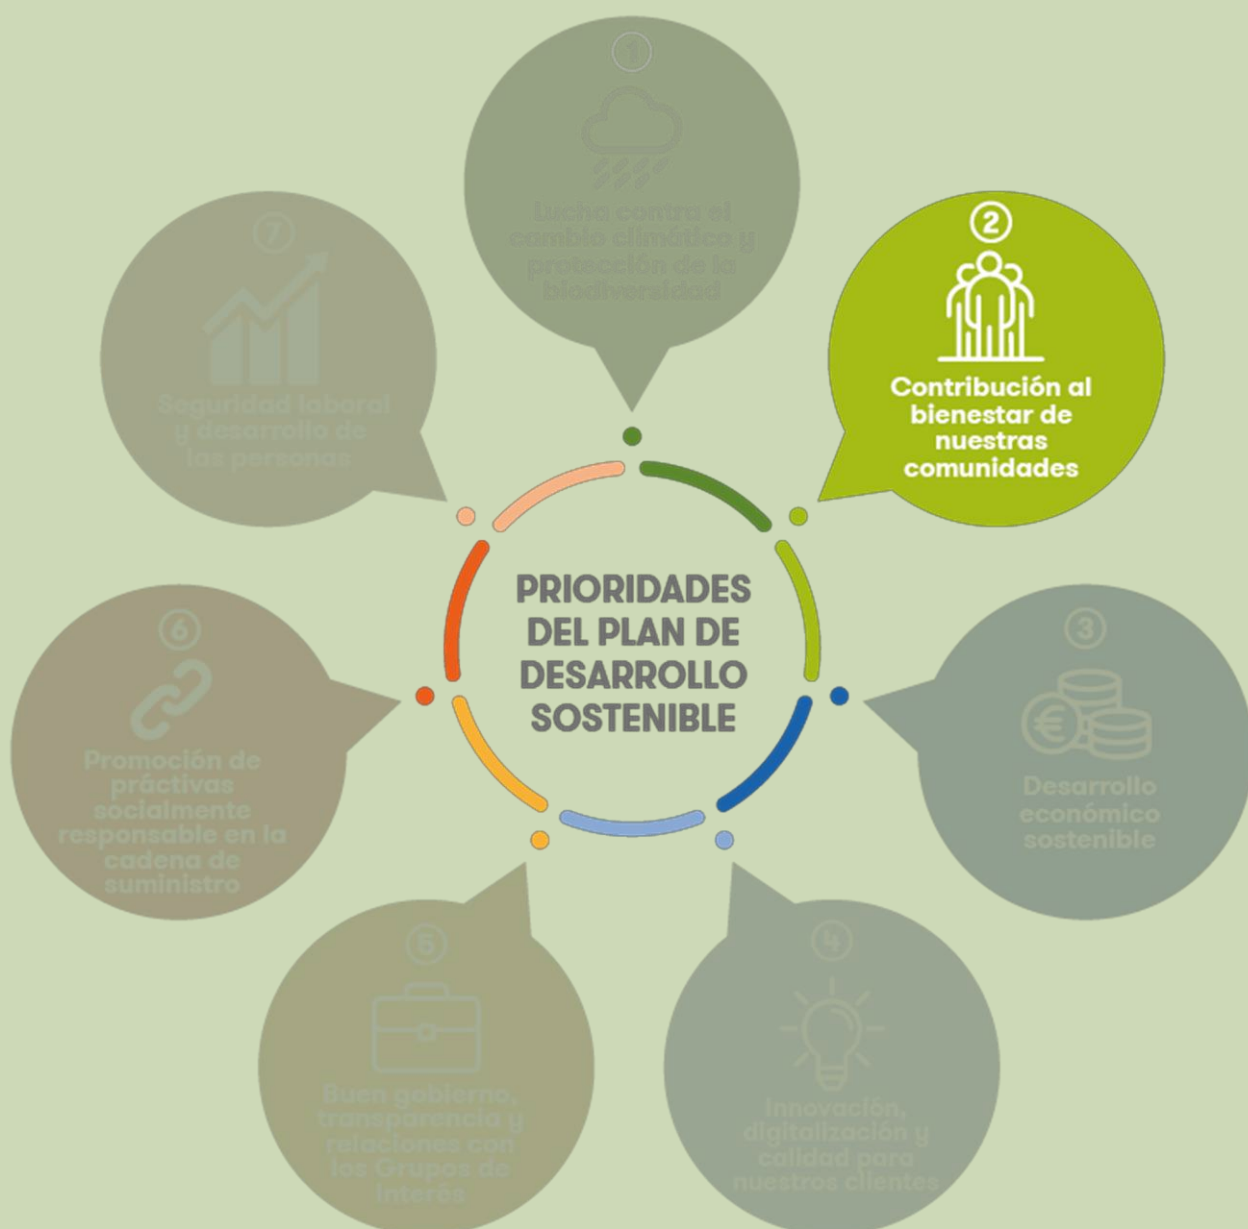 1
Lucha contra el
cambio climático y
protección de la
biodiversidad
2
Contribución al
bienestar de
nuestras
comunidades
3
€
Desarrollo
económico
sostenible
4
Innovación,
digitalización y
calidad para
nuestros clientes
5
Buen gobierno,
transparencia y
relaciones con
los Grupos de
Interés
6
Promoción de
práctivas
socialmente
responsable en la
cadena de
suministro
7
Seguridad laboral
y desarrollo de
las personas
PRIORIDADES
DEL PLAN DE
DESARROLLO
SOSTENIBLE